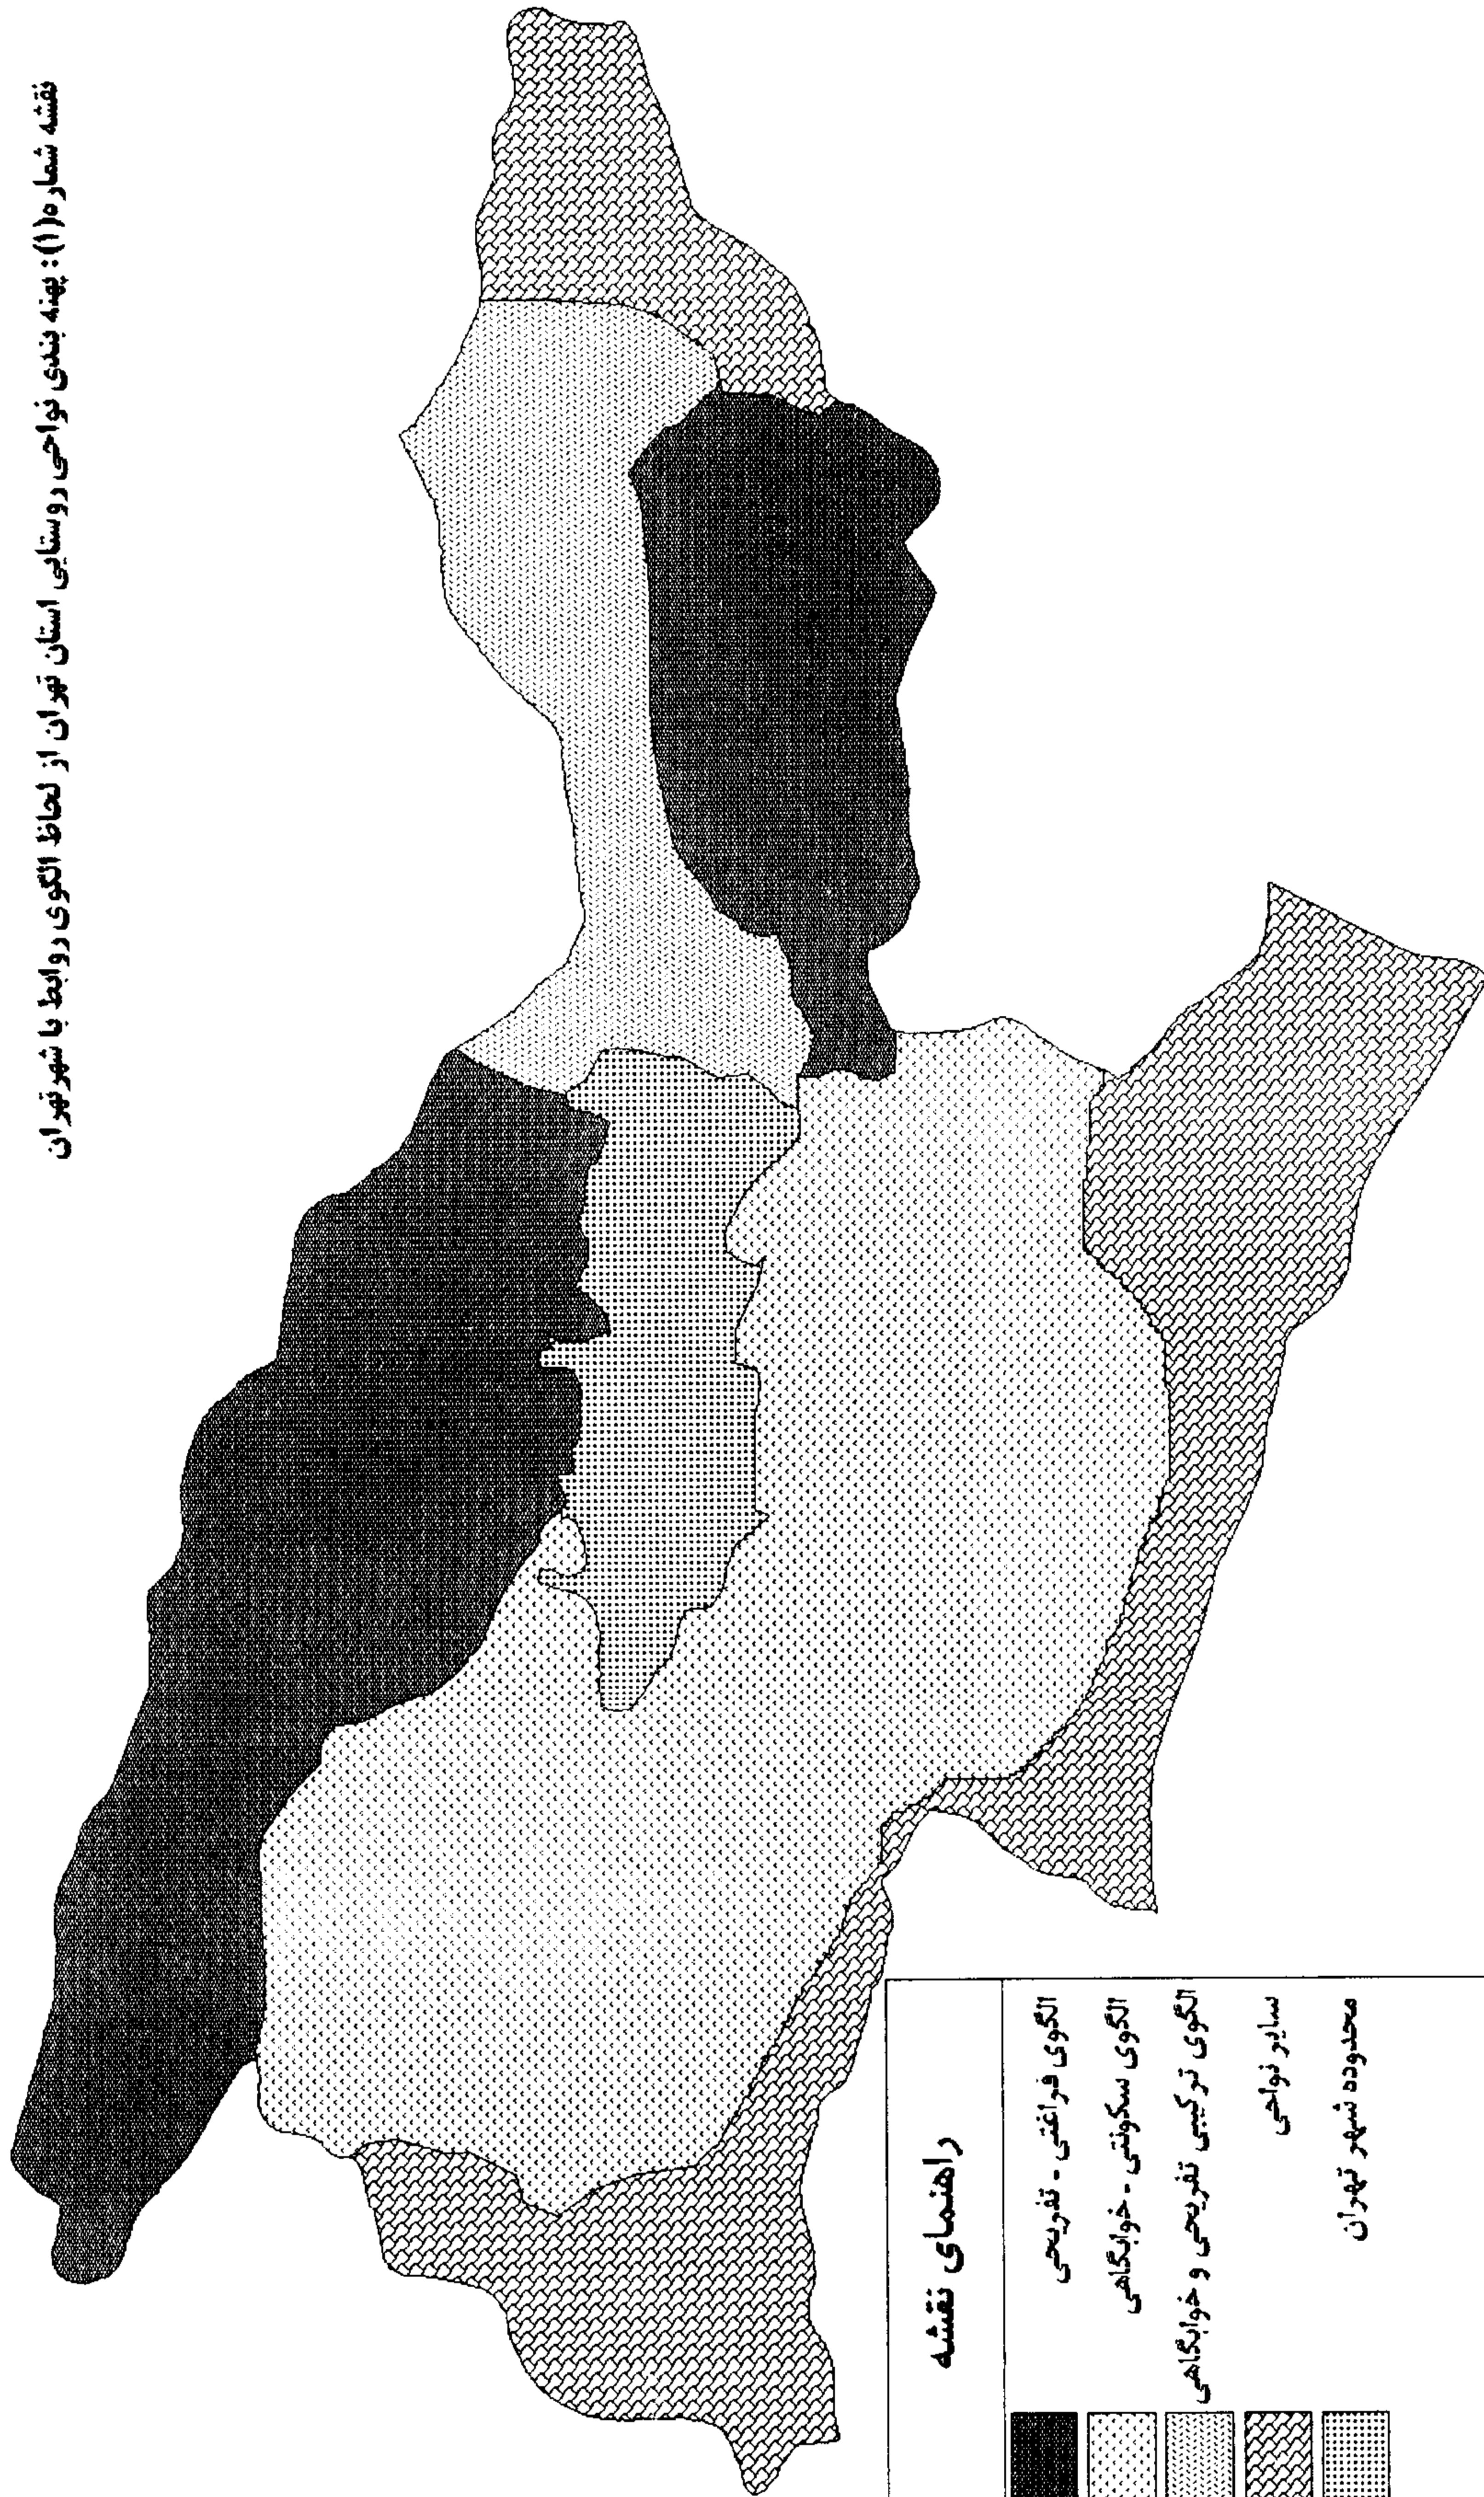 نقشه شماره(۱): پهنه بندی نواحی روستایی استان تهران از لحاظ الگوی روابط با شهر تهران
راهنمای نقشه
الگوی فراغتی - تفریحی
الگوی سکونتی - خوابگاهی
الگوی ترکیبی تفریحی و خوابگاهی
سایر نواحی
محدوده شهر تهران